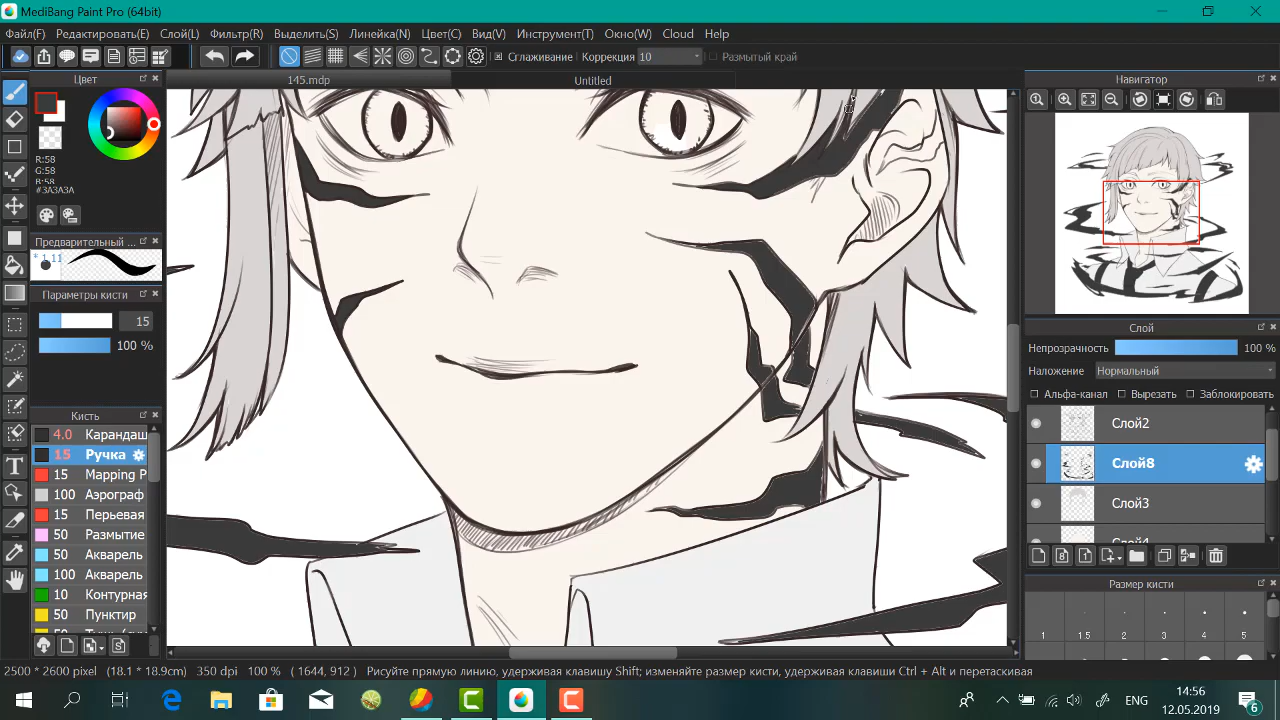 MediBang Paint Pro (64bit)
Файл(F) Редактировать(E) Слой(L) Фильтр(R) Выделить(S) Линейка(N) Цвет(C) Вид(V) Инструмент(T) Окно(W) Cloud Help
Сглаживание Коррекция 10 Размытый край
145.mdp Untitled
Цвет
R:58
G:58
B:58
#3A3A3A
Предварительный ...
* 1.11
Параметры кисти
15
100 %
Кисть
4.0 Карандаш
15 Ручка
15 Mapping P
100 Аэрограф
15 Перьевая
50 Размытие
50 Акварель
100 Акварель
10 Контурная
50 Пунктир
Навигатор
Слой
Непрозрачность 100 %
Наложение Нормальный
Альфа-канал Вырезать Заблокировать
Слой2
Слой8
Слой3
Слой4
Размер кисти
1 1.5 2 3 4 5
2500 * 2600 pixel (18.1 * 18.9cm) 350 dpi 100 % ( 1644, 912 ) Рисуйте прямую линию, удерживая клавишу Shift; изменяйте размер кисти, удерживая клавиши Ctrl + Alt и перетаскивая
ENG
14:56
12.05.2019
6